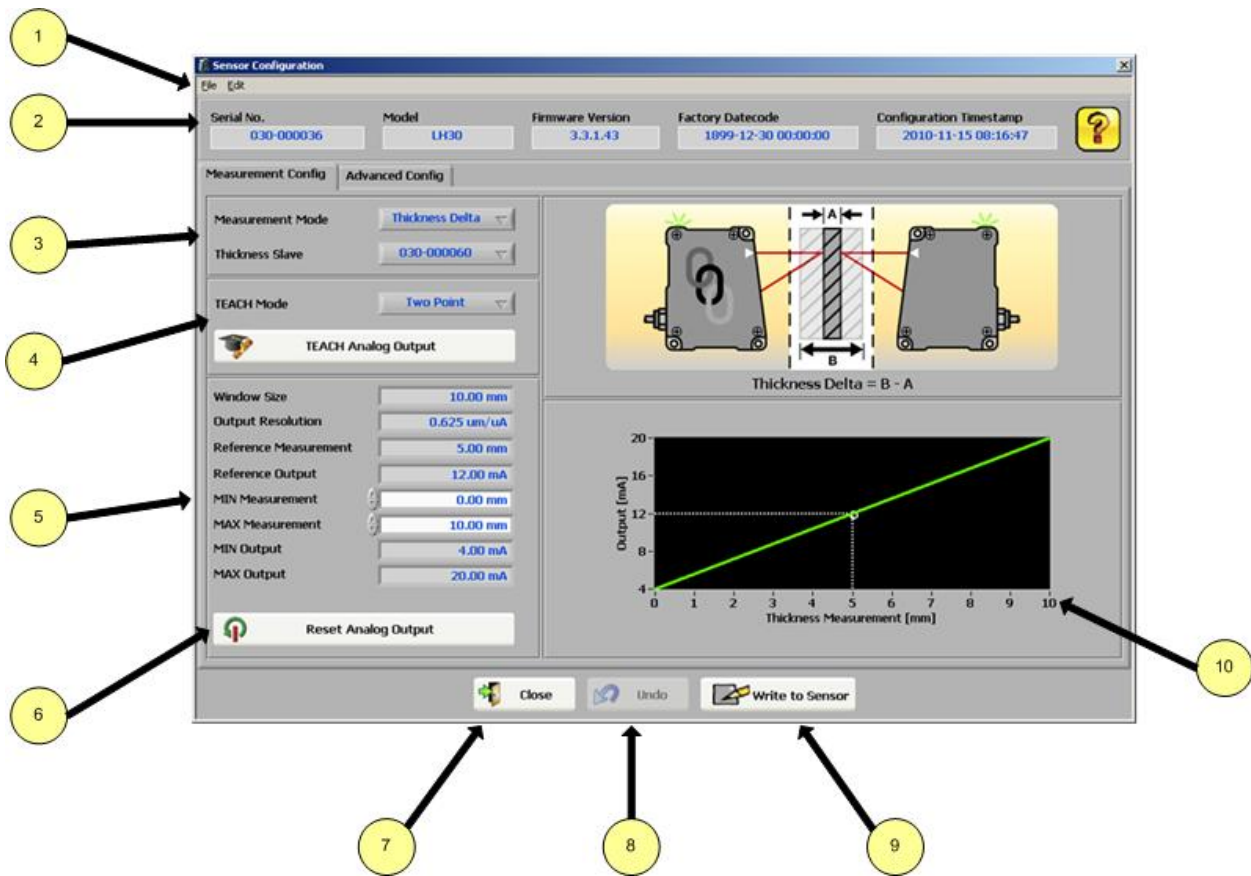 1
Sensor Configuration
File Edit
2
Serial No. Model Firmware Version Factory Datecode Configuration Timestamp
030-000036 LH30 3.3.1.43 1899-12-30 00:00:00 2010-11-15 08:16:47
?
Measurement Config Advanced Config
3
Measurement Mode Thickness Delta
Thickness Slave 030-000060
4
TEACH Mode Two Point
TEACH Analog Output
A
B
Thickness Delta = B - A
5
Window Size 10.00 mm
Output Resolution 0.625 um/uA
Reference Measurement 5.00 mm
Reference Output 12.00 mA
MIN Measurement 0.00 mm
MAX Measurement 10.00 mm
MIN Output 4.00 mA
MAX Output 20.00 mA
6
Reset Analog Output
Output [mA]
20
16
12
8
4
0 1 2 3 4 5 6 7 8 9 10
Thickness Measurement [mm]
10
Close Undo Write to Sensor
7 8 9